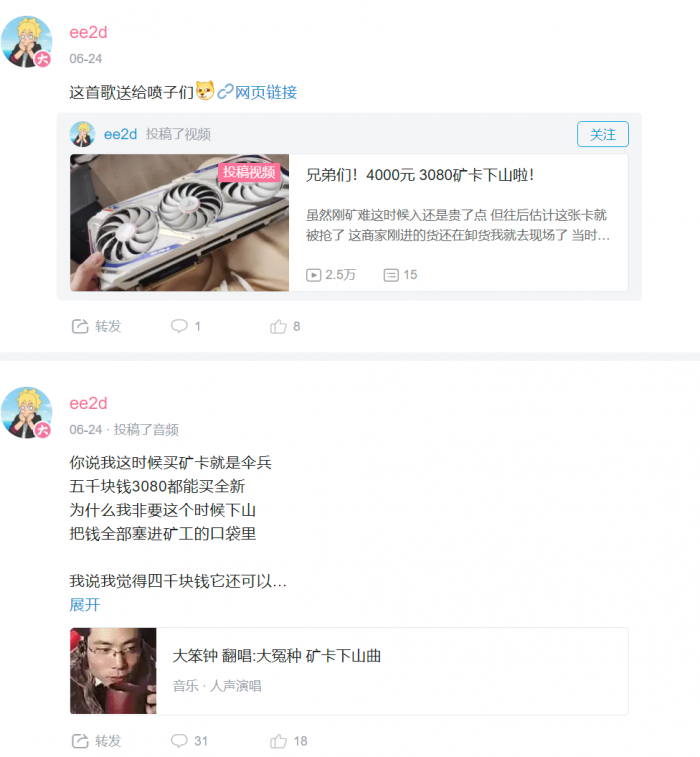 ee2d
06-24
这首歌送给喷子们 网页链接
ee2d 投稿了视频
关注
投稿视频
兄弟们！4000元 3080矿卡下山啦！
虽然刚矿难这时候入还是贵了点 但往后估计这张卡就
被抢了 这商家刚进的货还在卸货我就去现场了 当时…
2.5万 15
转发 1 8
ee2d
06-24 · 投稿了音频
你说我这时候买矿卡就是伞兵
五千块钱3080都能买全新
为什么我非要这个时候下山
把钱全部塞进矿工的口袋里
我说我觉得四千块钱它还可以…
展开
大笨钟 翻唱:大冤种 矿卡下山曲
音乐 · 人声演唱
转发 31 18